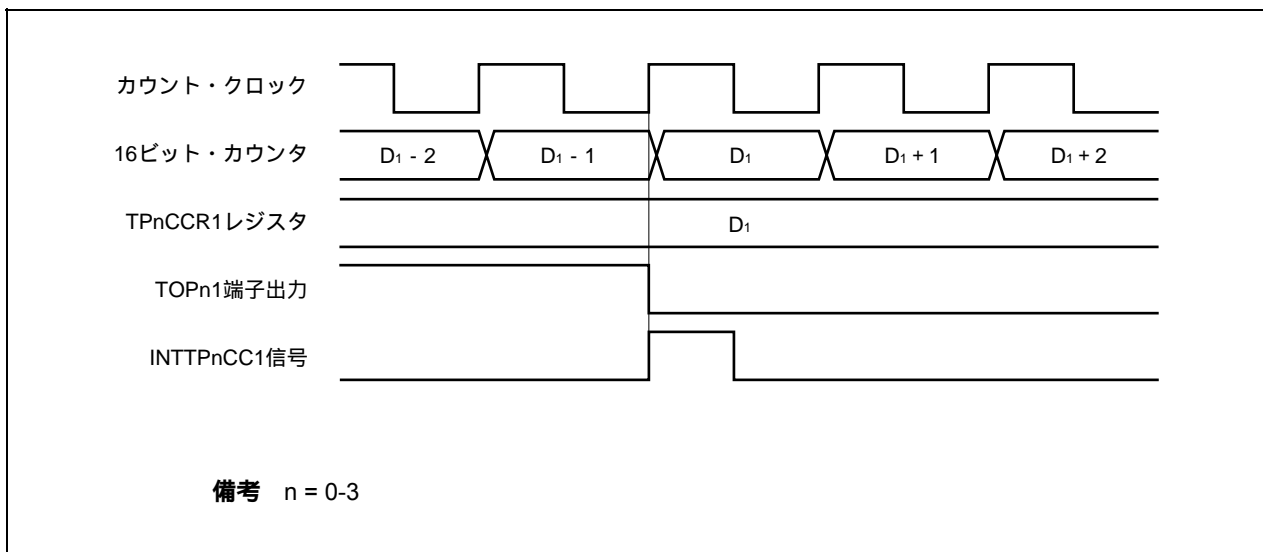 カウント・クロック
16ビット・カウンタ
D₁ - 2
D₁ - 1
D₁
D₁ + 1
D₁ + 2
TPnCCR1レジスタ
D₁
TOPn1端子出力
INTTPnCC1信号
備考 n = 0-3